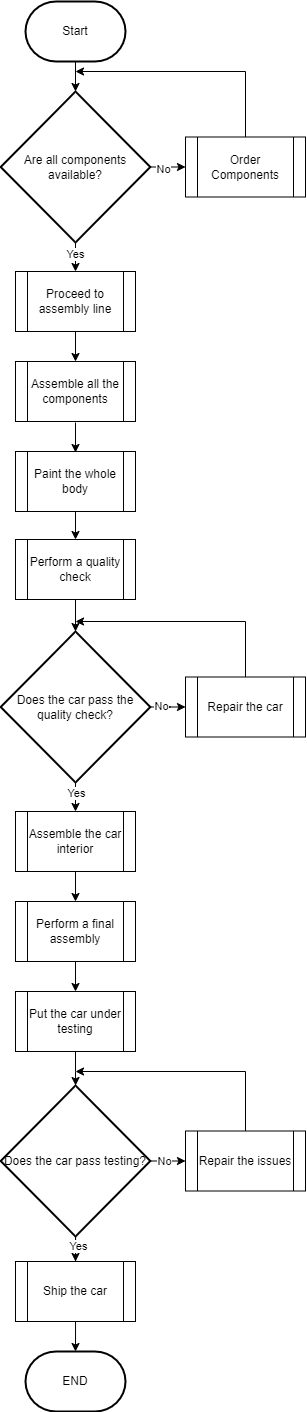 Start
Are all components
available?
No
Order
Components
Yes
Proceed to
assembly line
Assemble all the
components
Paint the whole
body
Perform a quality
check
Does the car pass the
quality check?
No
Repair the car
Yes
Assemble the car
interior
Perform a final
assembly
Put the car under
testing
Does the car pass testing?
No
Repair the issues
Yes
Ship the car
END